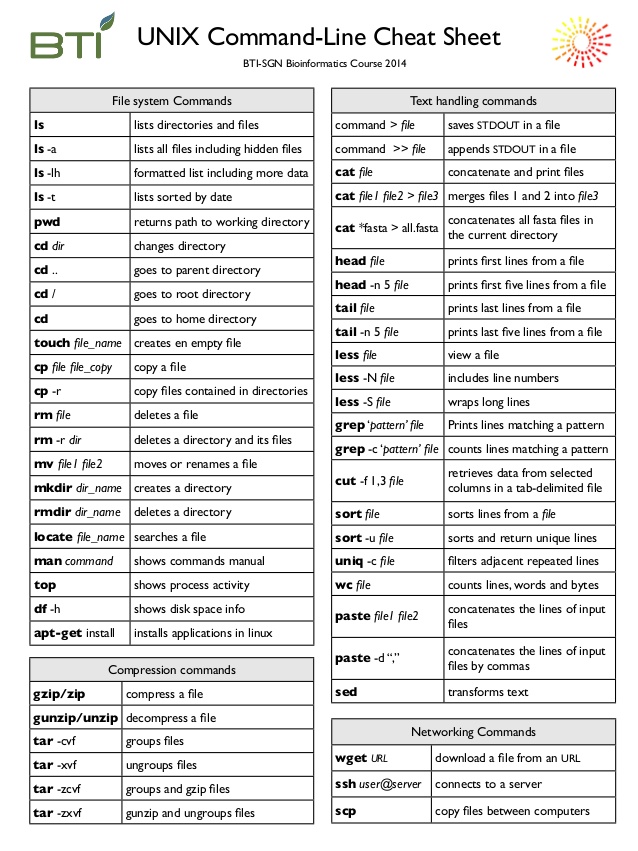 BTI
UNIX Command-Line Cheat Sheet
BTI-SGN Bioinformatics Course 2014
File system Commands
ls lists directories and files
ls -a lists all files including hidden files
ls -lh formatted list including more data
ls -t lists sorted by date
pwd returns path to working directory
cd dir changes directory
cd .. goes to parent directory
cd / goes to root directory
cd goes to home directory
touch file_name creates en empty file
cp file file_copy copy a file
cp -r copy files contained in directories
rm file deletes a file
rm -r dir deletes a directory and its files
mv file1 file2 moves or renames a file
mkdir dir_name creates a directory
rmdir dir_name deletes a directory
locate file_name searches a file
man command shows commands manual
top shows process activity
df -h shows disk space info
apt-get install installs applications in linux
Compression commands
gzip/zip compress a file
gunzip/unzip decompress a file
tar -cvf groups files
tar -xvf ungroups files
tar -zcvf groups and gzip files
tar -zxvf gunzip and ungroups files
Text handling commands
command > file saves STDOUT in a file
command >> file appends STDOUT in a file
cat file concatenate and print files
cat file1 file2 > file3 merges files 1 and 2 into file3
cat *fasta > all.fasta concatenates all fasta files in
the current directory
head file prints first lines from a file
head -n 5 file prints first five lines from a file
tail file prints last lines from a file
tail -n 5 file prints last five lines from a file
less file view a file
less -N file includes line numbers
less -S file wraps long lines
grep ‘pattern’ file Prints lines matching a pattern
grep -c ‘pattern’ file counts lines matching a pattern
cut -f 1,3 file retrieves data from selected
columns in a tab-delimited file
sort file sorts lines from a file
sort -u file sorts and return unique lines
uniq -c file filters adjacent repeated lines
wc file counts lines, words and bytes
paste file1 file2 concatenates the lines of input
files
paste -d “,” concatenates the lines of input
files by commas
sed transforms text
Networking Commands
wget URL download a file from an URL
ssh user@server connects to a server
scp copy files between computers